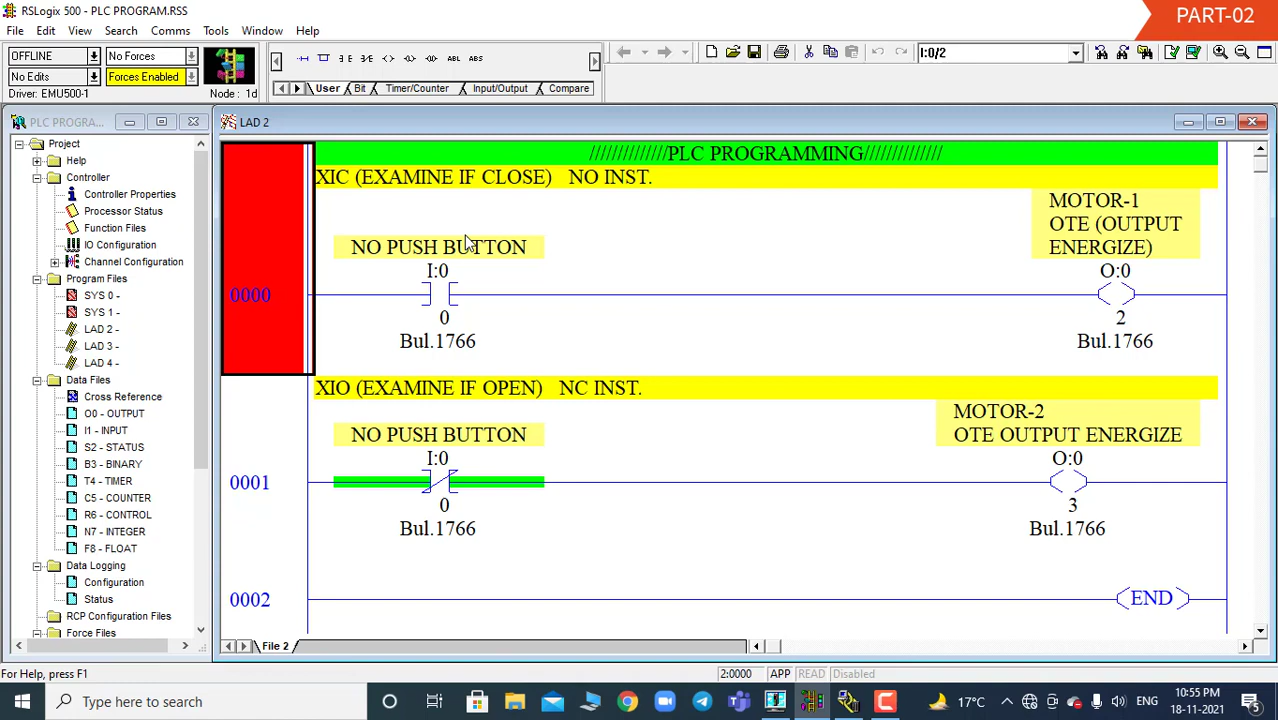 RSLogix 500 - PLC PROGRAM.RSS
PART-02
File Edit View Search Comms Tools Window Help
OFFLINE No Forces
No Edits Forces Enabled
Driver: EMU500-1 Node : 1d
ABL ABS
User Bit Timer/Counter Input/Output Compare
I:0/2
PLC PROGRA...
Project
Help
Controller
Controller Properties
Processor Status
Function Files
IO Configuration
Channel Configuration
Program Files
SYS 0 -
SYS 1 -
LAD 2 -
LAD 3 -
LAD 4 -
Data Files
Cross Reference
O0 - OUTPUT
I1 - INPUT
S2 - STATUS
B3 - BINARY
T4 - TIMER
C5 - COUNTER
R6 - CONTROL
N7 - INTEGER
F8 - FLOAT
Data Logging
Configuration
Status
RCP Configuration Files
Force Files
LAD 2
//////////////PLC PROGRAMMING//////////////
XIC (EXAMINE IF CLOSE) NO INST.
MOTOR-1
OTE (OUTPUT
ENERGIZE)
NO PUSH BUTTON
I:0 O:0
0000
0 2
Bul.1766 Bul.1766
XIO (EXAMINE IF OPEN) NC INST.
MOTOR-2
NO PUSH BUTTON OTE OUTPUT ENERGIZE
I:0 O:0
0001
0 3
Bul.1766 Bul.1766
0002 END
File 2
For Help, press F1
2:0000 APP READ Disabled
Type here to search
17°C
ENG
10:55 PM
18-11-2021
5